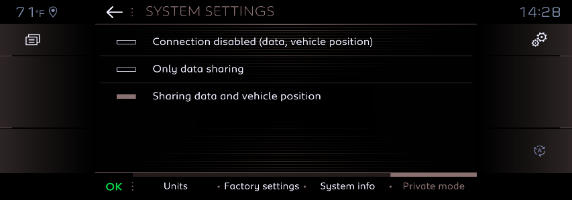 71°F
SYSTEM SETTINGS
14:28
Connection disabled (data, vehicle position)
Only data sharing
Sharing data and vehicle position
OK
Units
Factory settings
System info
Private mode